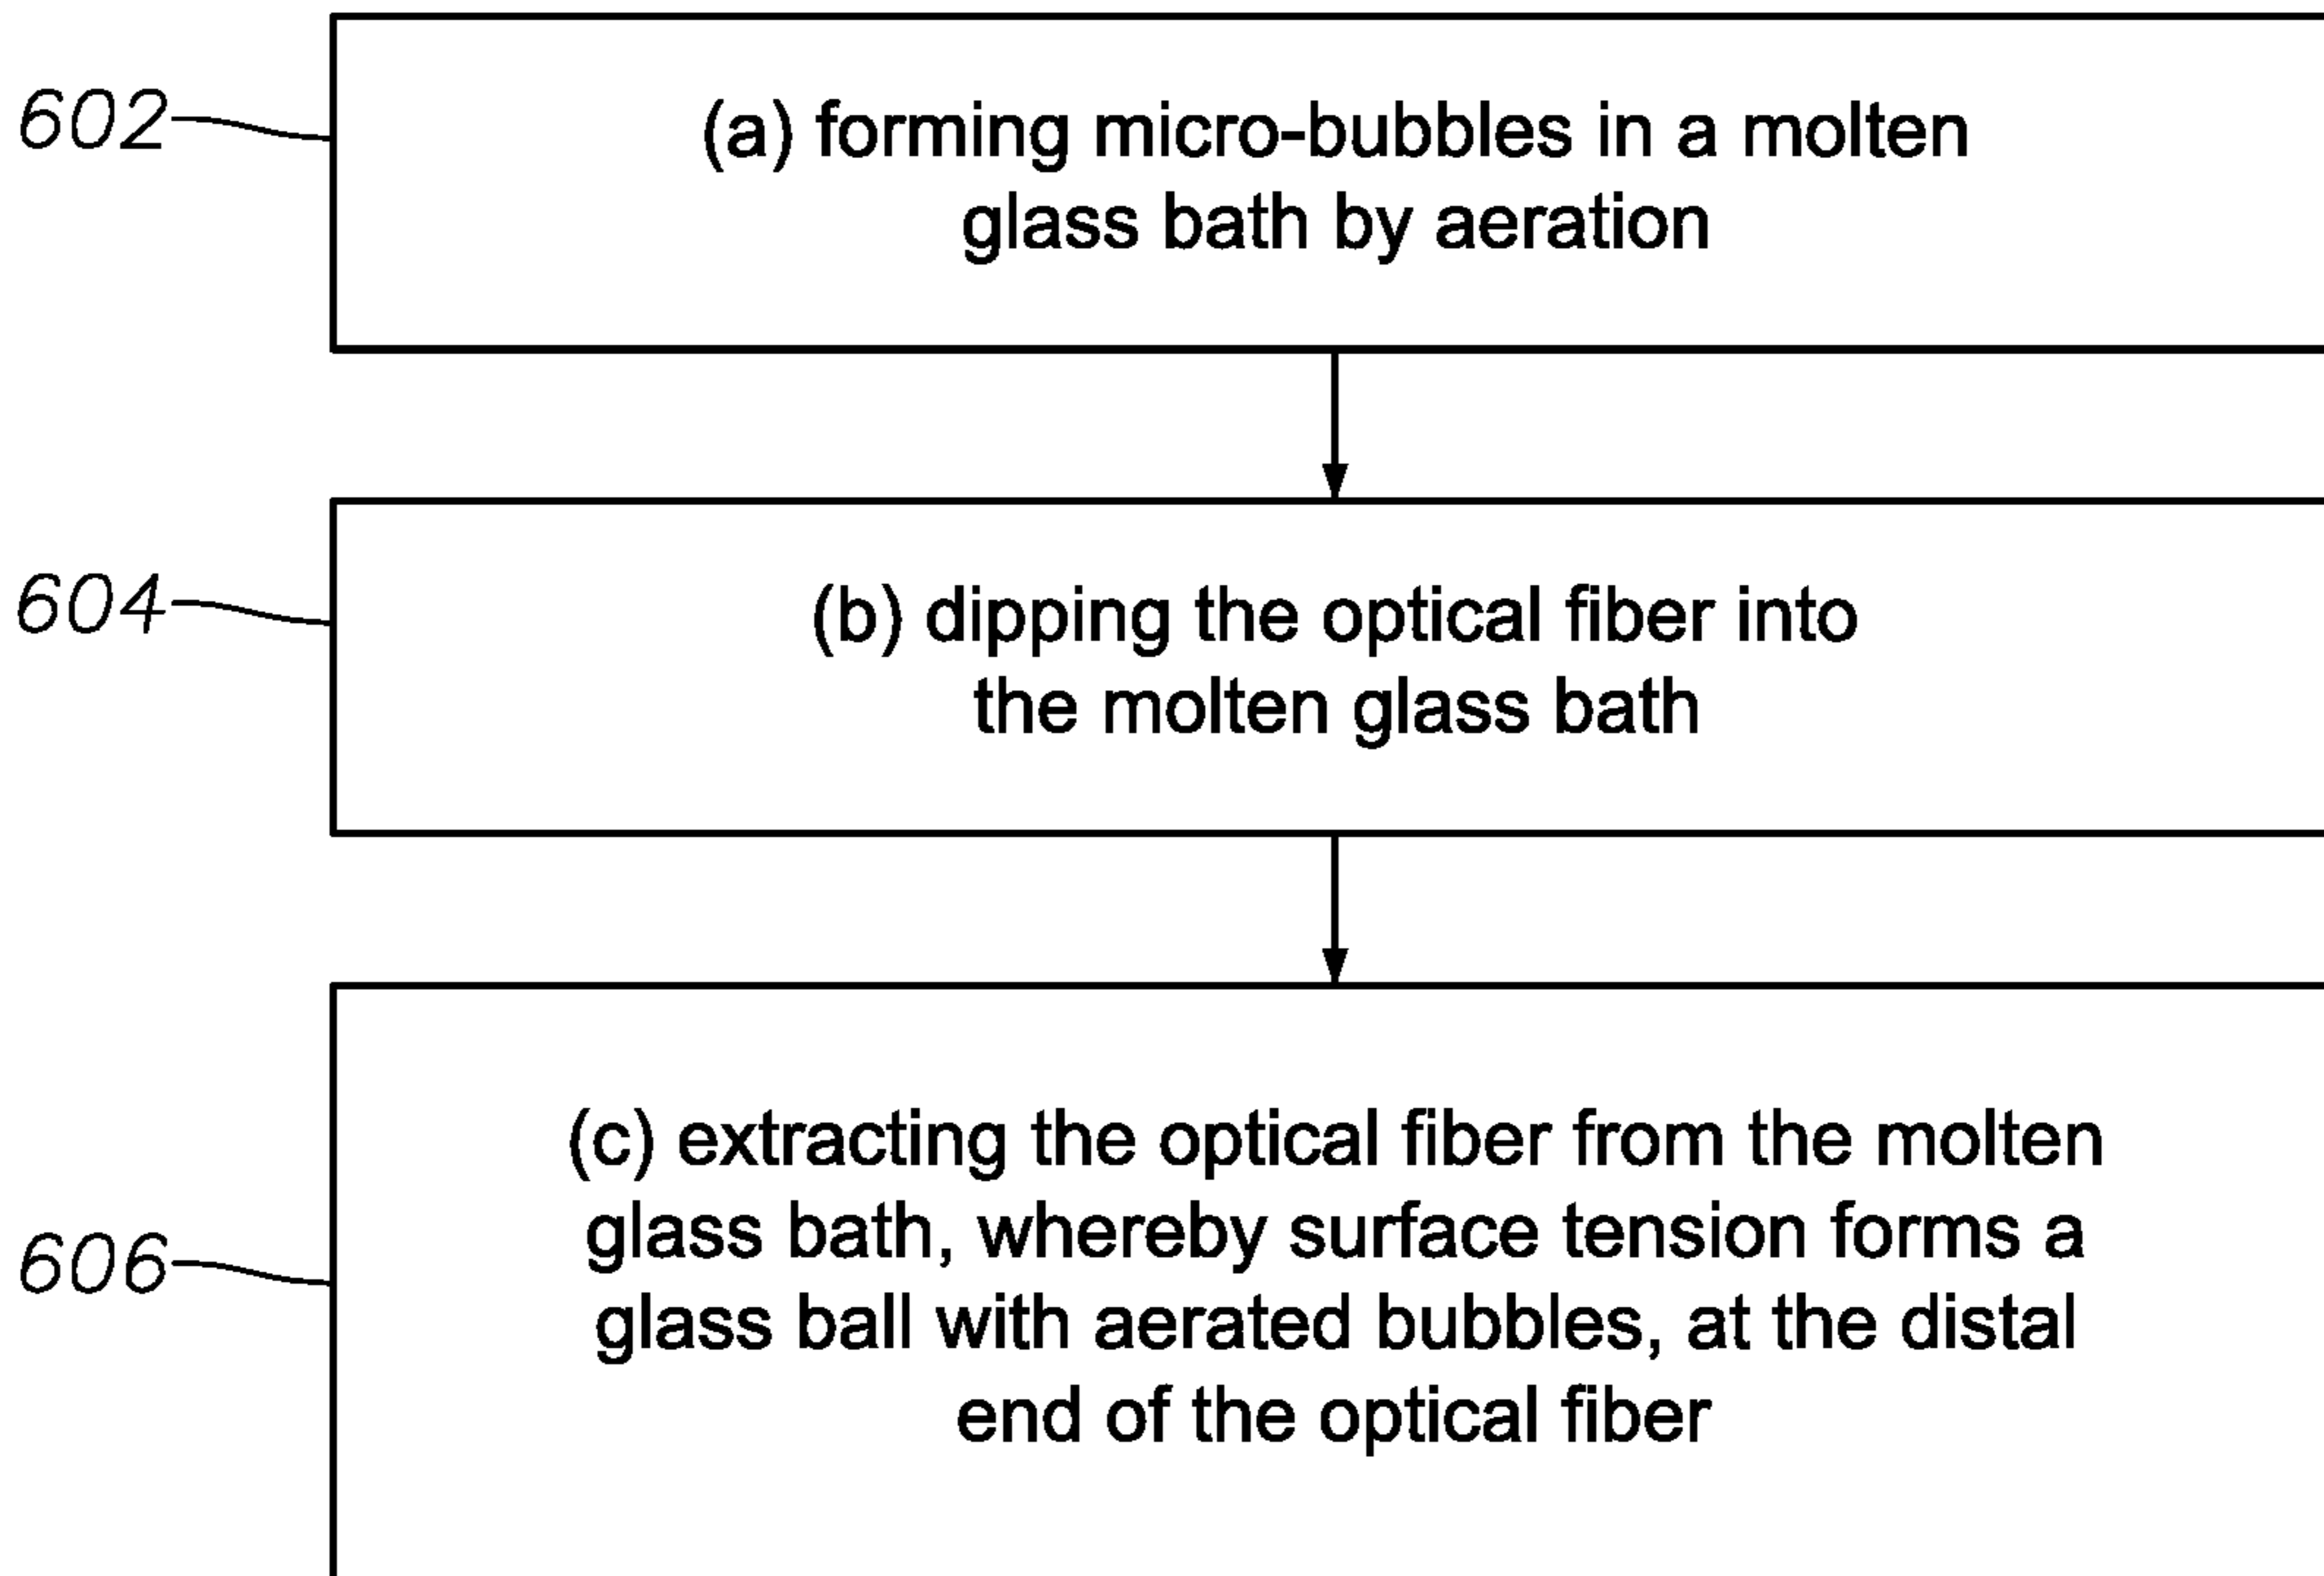 602
(a) forming micro-bubbles in a molten
glass bath by aeration
604
(b) dipping the optical fiber into
the molten glass bath
606
(c) extracting the optical fiber from the molten
glass bath, whereby surface tension forms a
glass ball with aerated bubbles, at the distal
end of the optical fiber